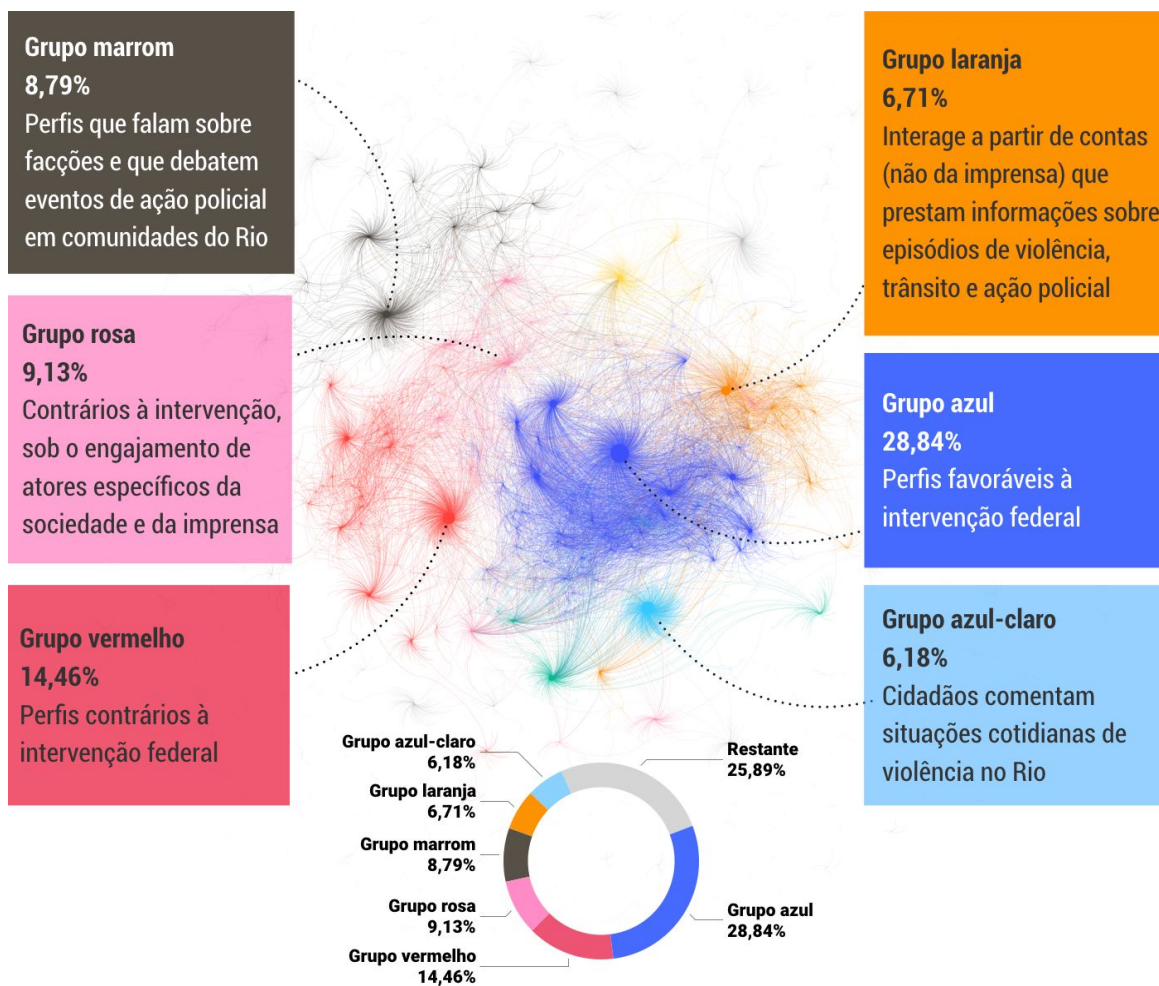 Grupo marrom
8,79%
Perfis que falam sobre
facções e que debatem
eventos de ação policial
em comunidades do Rio
Grupo rosa
9,13%
Contrários à intervenção,
sob o engajamento de
atores específicos da
sociedade e da imprensa
Grupo vermelho
14,46%
Perfis contrários à
intervenção federal
Grupo laranja
6,71%
Interage a partir de contas
(não da imprensa) que
prestam informações sobre
episódios de violência,
trânsito e ação policial
Grupo azul
28,84%
Perfis favoráveis à
intervenção federal
Grupo azul-claro
6,18%
Cidadãos comentam
situações cotidianas de
violência no Rio
Grupo azul-claro
6,18%
Grupo laranja
6,71%
Grupo marrom
8,79%
Grupo rosa
9,13%
Grupo vermelho
14,46%
Restante
25,89%
Grupo azul
28,84%